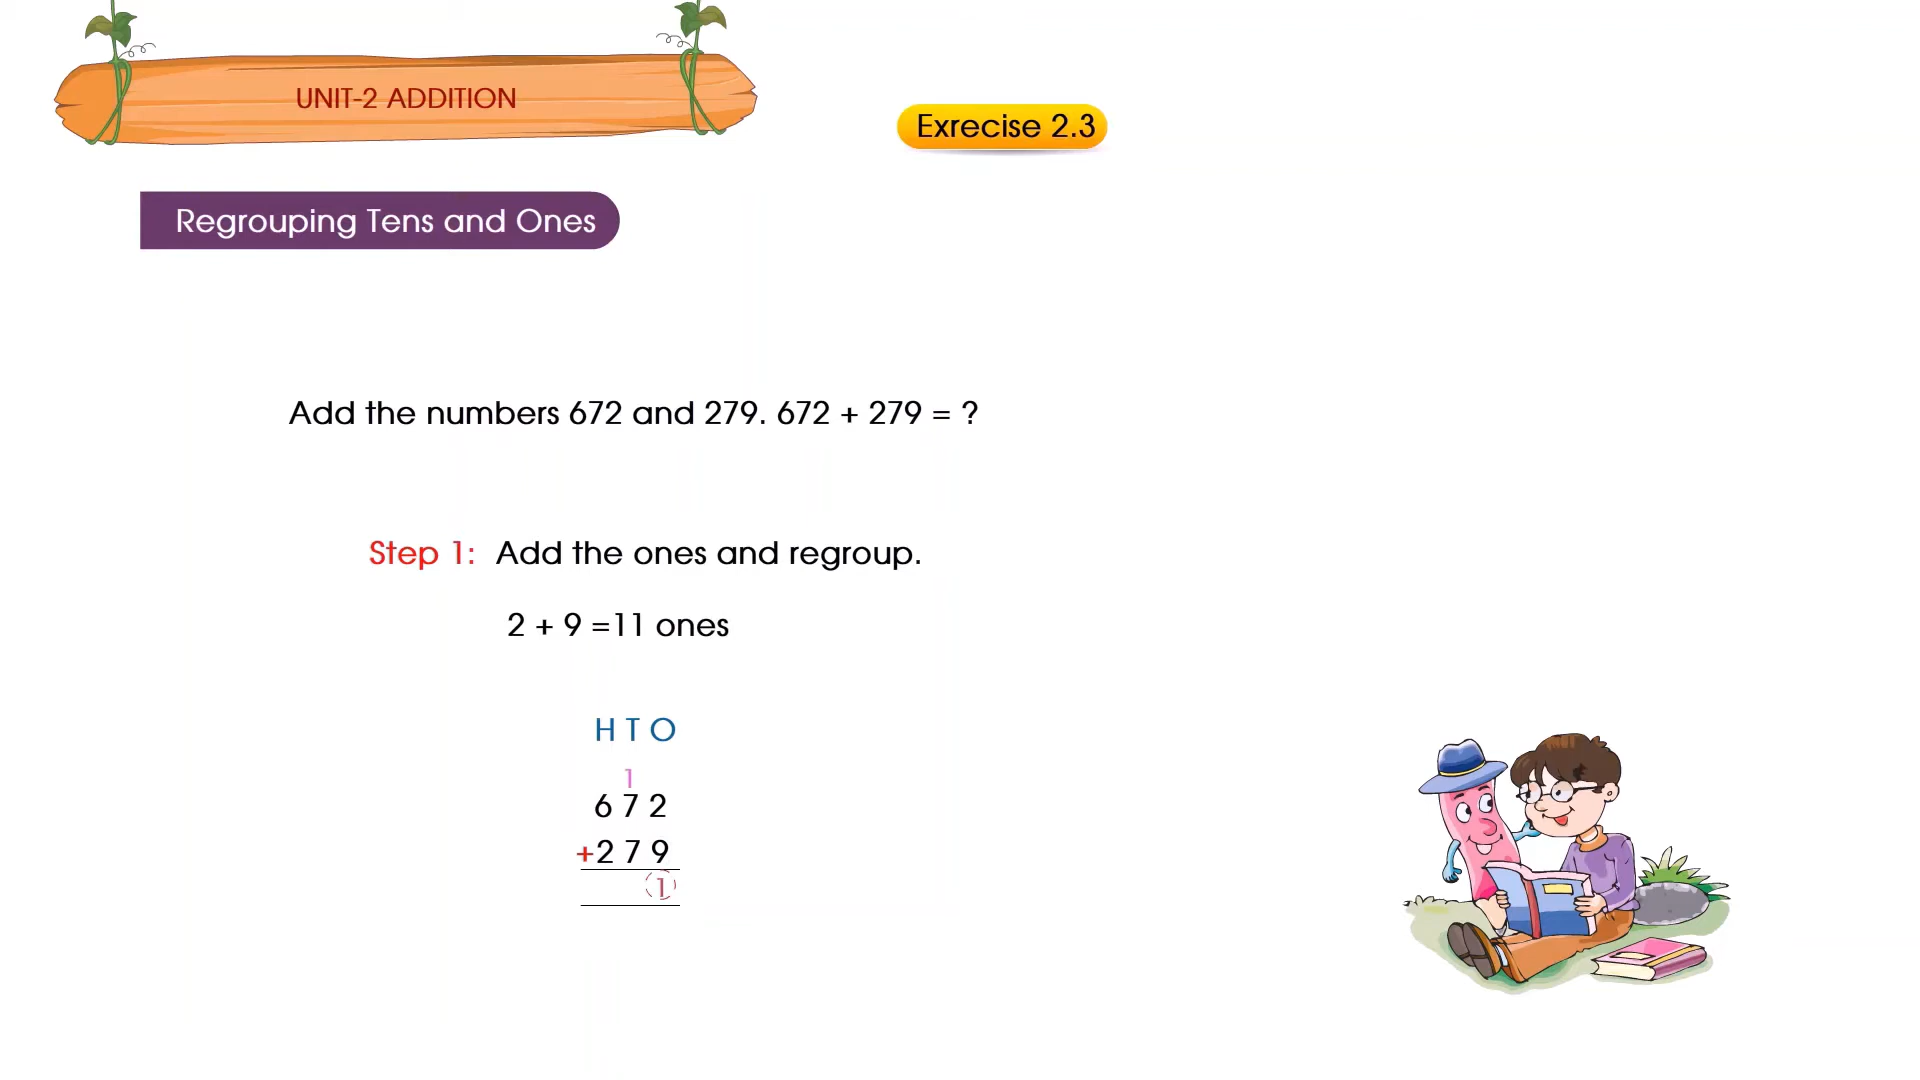 UNIT-2 ADDITION
Exrecise 2.3
Regrouping Tens and Ones
Add the numbers 672 and 279. 672 + 279 = ?
Step 1: Add the ones and regroup.
2 + 9 =11 ones
H T O
1
6 7 2
+2 7 9
1